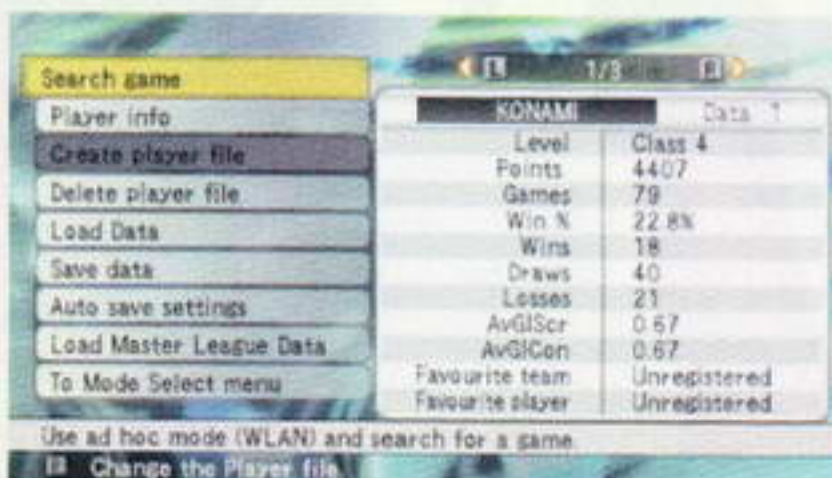 Search game
Player info
Create player file
Delete player file
Load Data
Save data
Auto save settings
Load Master League Data
To Mode Select menu
L 1/3 R
KONAMI Data 1
Level Class 4
Points 4407
Games 79
Win % 22.8%
Wins 18
Draws 40
Losses 21
AvGlScr 0.67
AvGlCon 0.67
Favourite team Unregistered
Favourite player Unregistered
Use ad hoc mode (WLAN) and search for a game.
Change the Player file